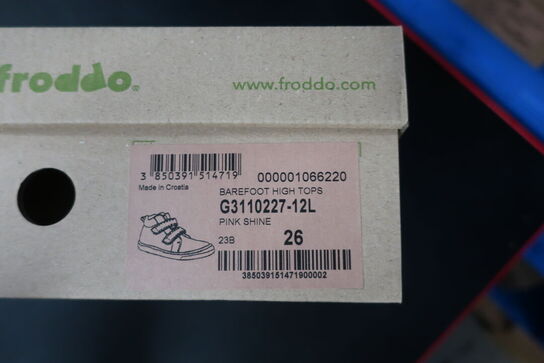 froddo®
www.froddo.com
3 850391 514719
000001066220
Made in Croatia
BAREFOOT HIGH TOPS
G3110227-12L
PINK SHINE
23B
26
385039151471900002